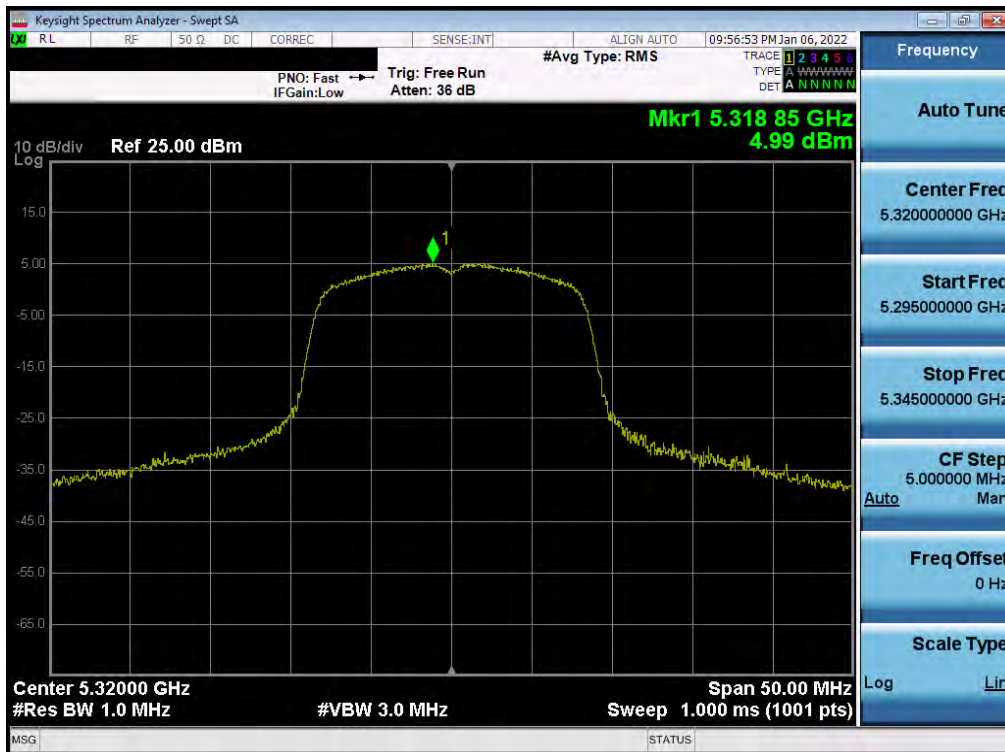 Keysight Spectrum Analyzer - Swept SA
LXI RL RF 50 Ω DC CORREC SENSE:INT ALIGN AUTO 09:56:53 PM Jan 06, 2022
#Avg Type: RMS
TRACE 1 2 3 4 5 6
PNO: Fast Trig: Free Run
TYPE A WWWWW
IFGain:Low Atten: 36 dB
DET A N N N N N
Mkr1 5.318 85 GHz
4.99 dBm
10 dB/div Ref 25.00 dBm
Log
15.0
5.00
-5.00
-15.0
-25.0
-35.0
-45.0
-55.0
-65.0
1
Center 5.32000 GHz Span 50.00 MHz
#Res BW 1.0 MHz #VBW 3.0 MHz Sweep 1.000 ms (1001 pts)
MSG STATUS
Frequency
Auto Tune
Center Freq
5.320000000 GHz
Start Freq
5.295000000 GHz
Stop Freq
5.345000000 GHz
CF Step
5.000000 MHz
Auto Man
Freq Offset
0 Hz
Scale Type
Log Lin